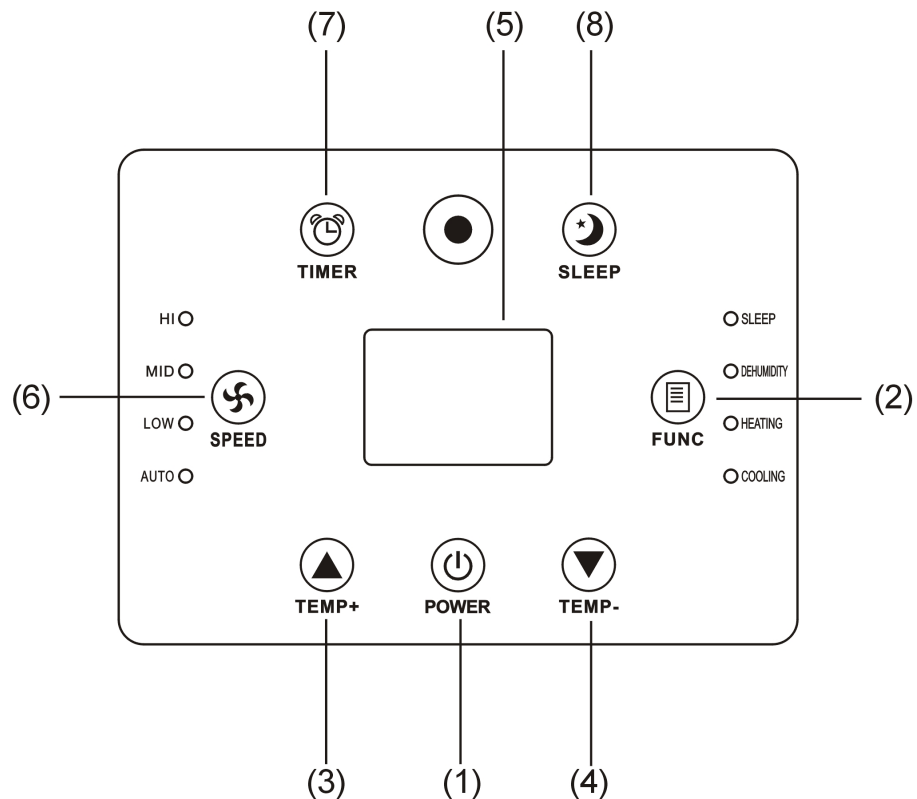 (7) (5) (8)
TIMER SLEEP
HI SLEEP
MID DEHUMIDITY
(6) (2)
LOW HEATING
SPEED FUNC
AUTO COOLING
TEMP+ POWER TEMP-
(3) (1) (4)